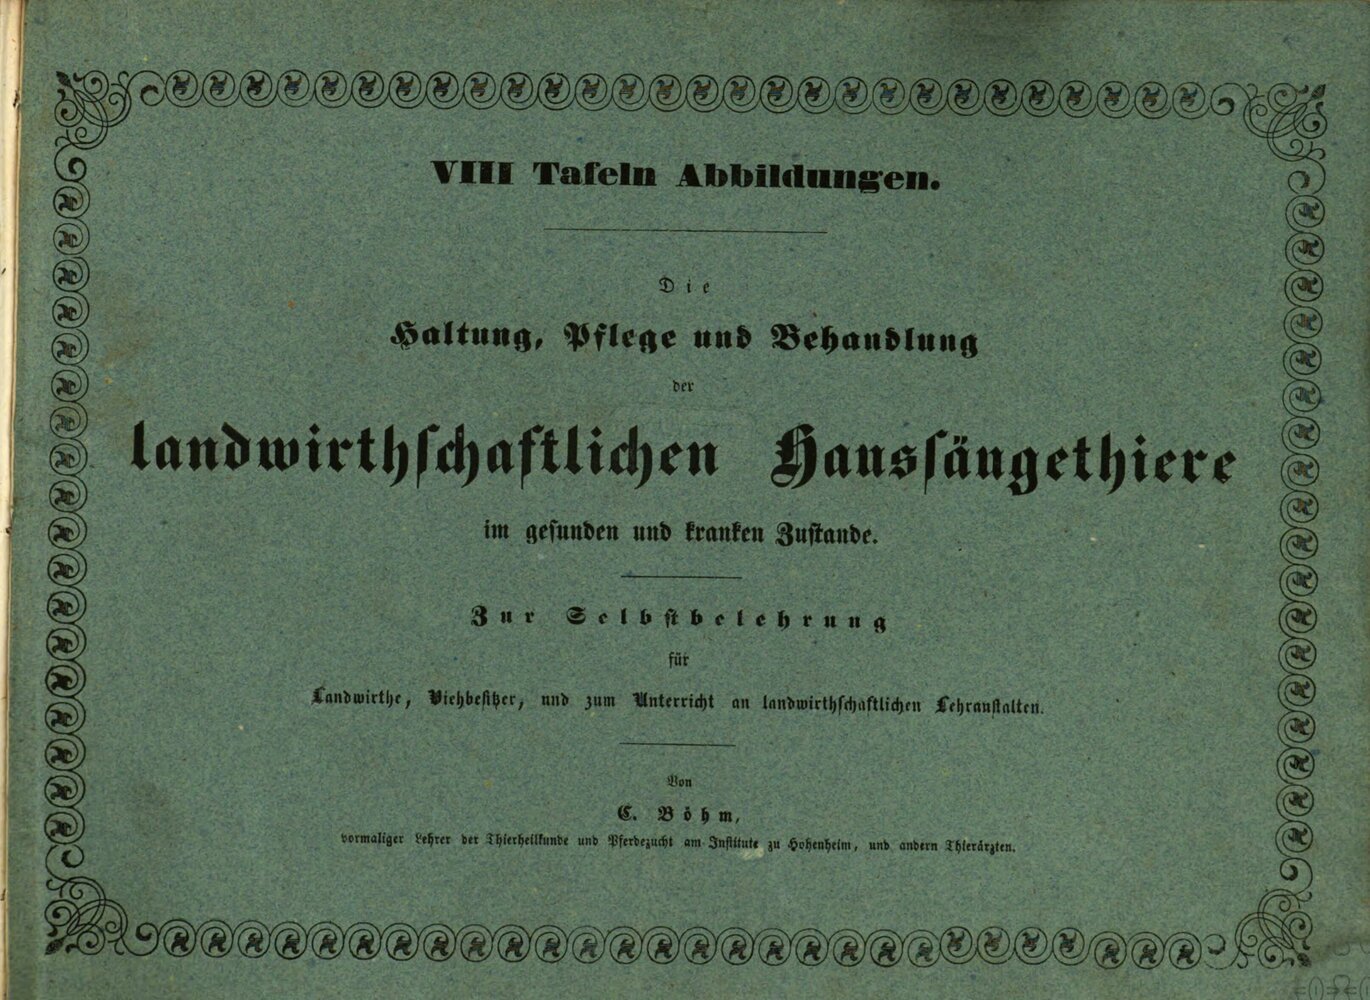 VIII Tafeln Abbildungen.
Die
Haltung, Pflege und Behandlung
der
landwirthschaftlichen Haussäugethiere
im gesunden und kranken Zustande.
Zur Selbstbelehrung
für
Landwirthe, Viehbesitzer, und zum Unterricht an landwirthschaftlichen Lehranstalten.
Von
C. Böhm,
vormaliger Lehrer der Thierheilkunde und Pferdezucht am Institute zu Hohenheim, und andern Thierärzten.